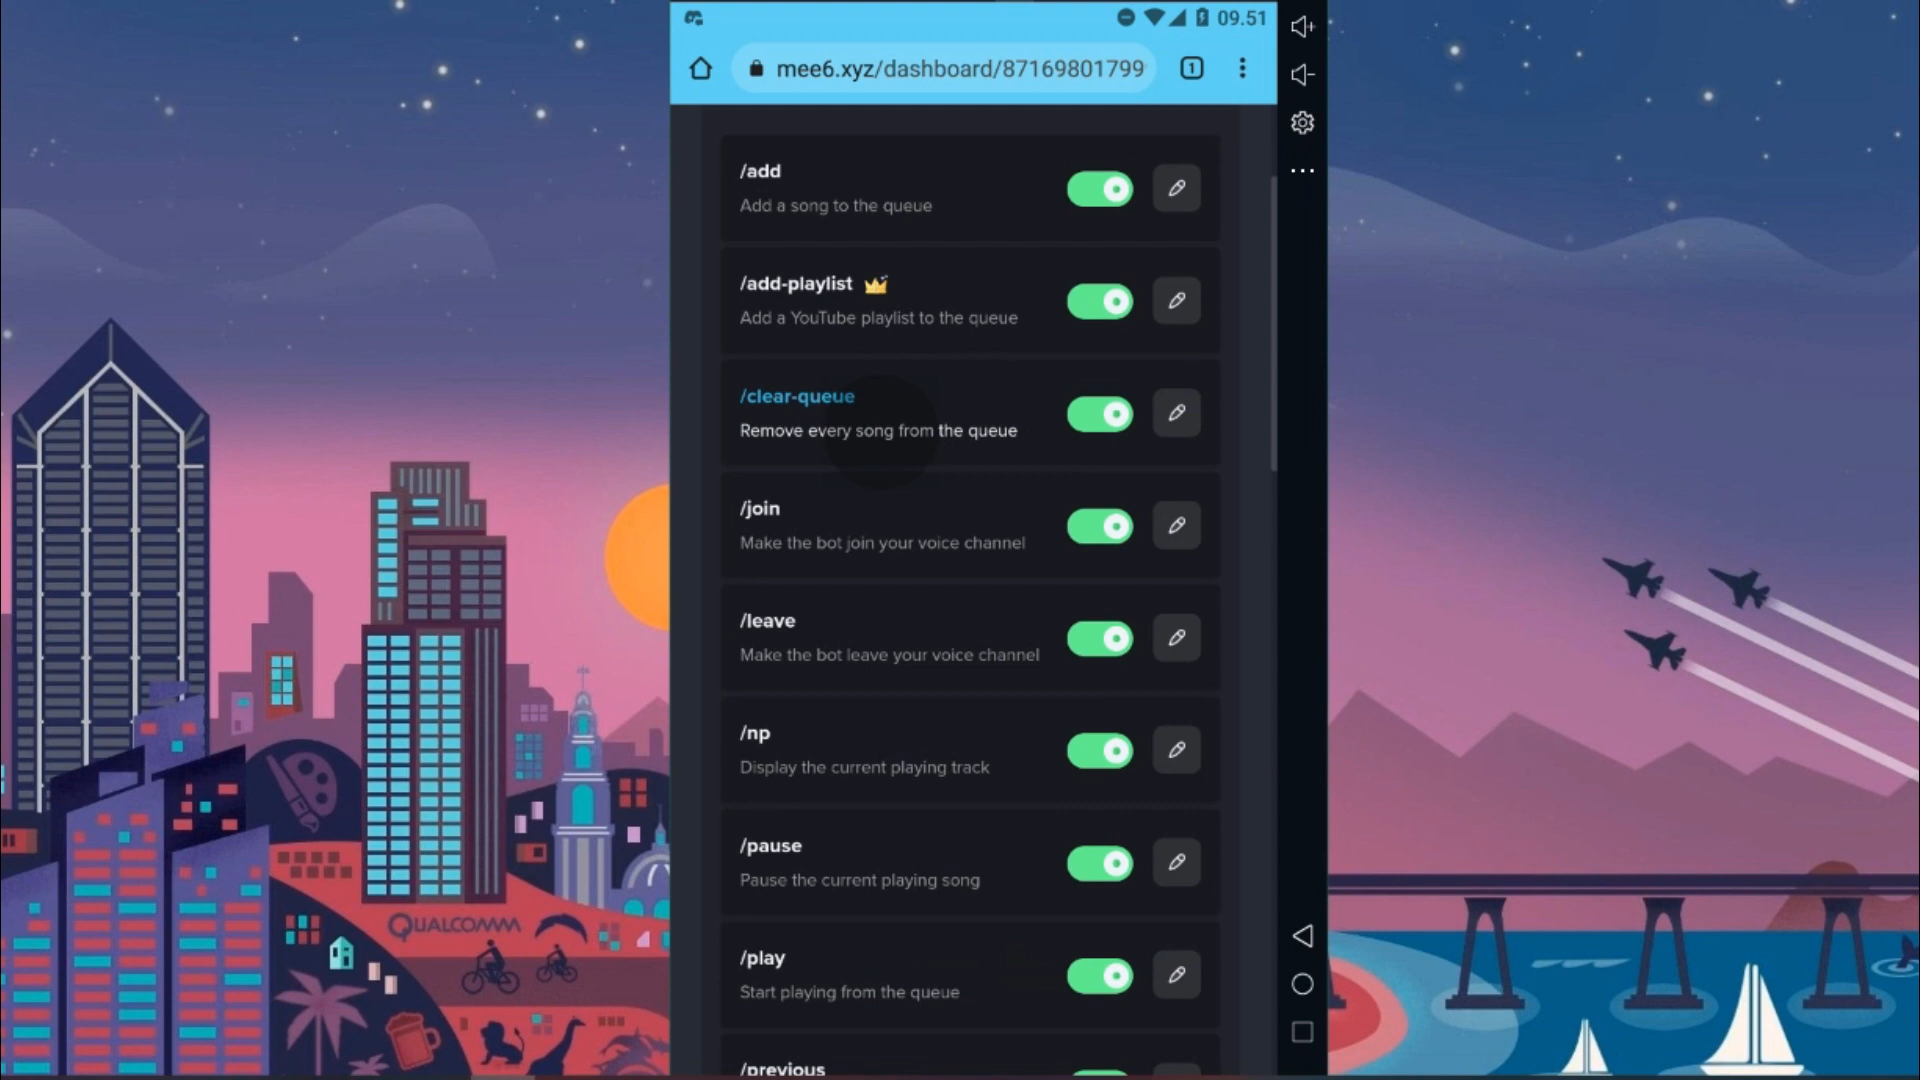 09.51
mee6.xyz/dashboard/87169801799
1
/add
Add a song to the queue
/add-playlist
Add a YouTube playlist to the queue
/clear-queue
Remove every song from the queue
/join
Make the bot join your voice channel
/leave
Make the bot leave your voice channel
/np
Display the current playing track
/pause
Pause the current playing song
/play
Start playing from the queue
/previous
QUALCOMM